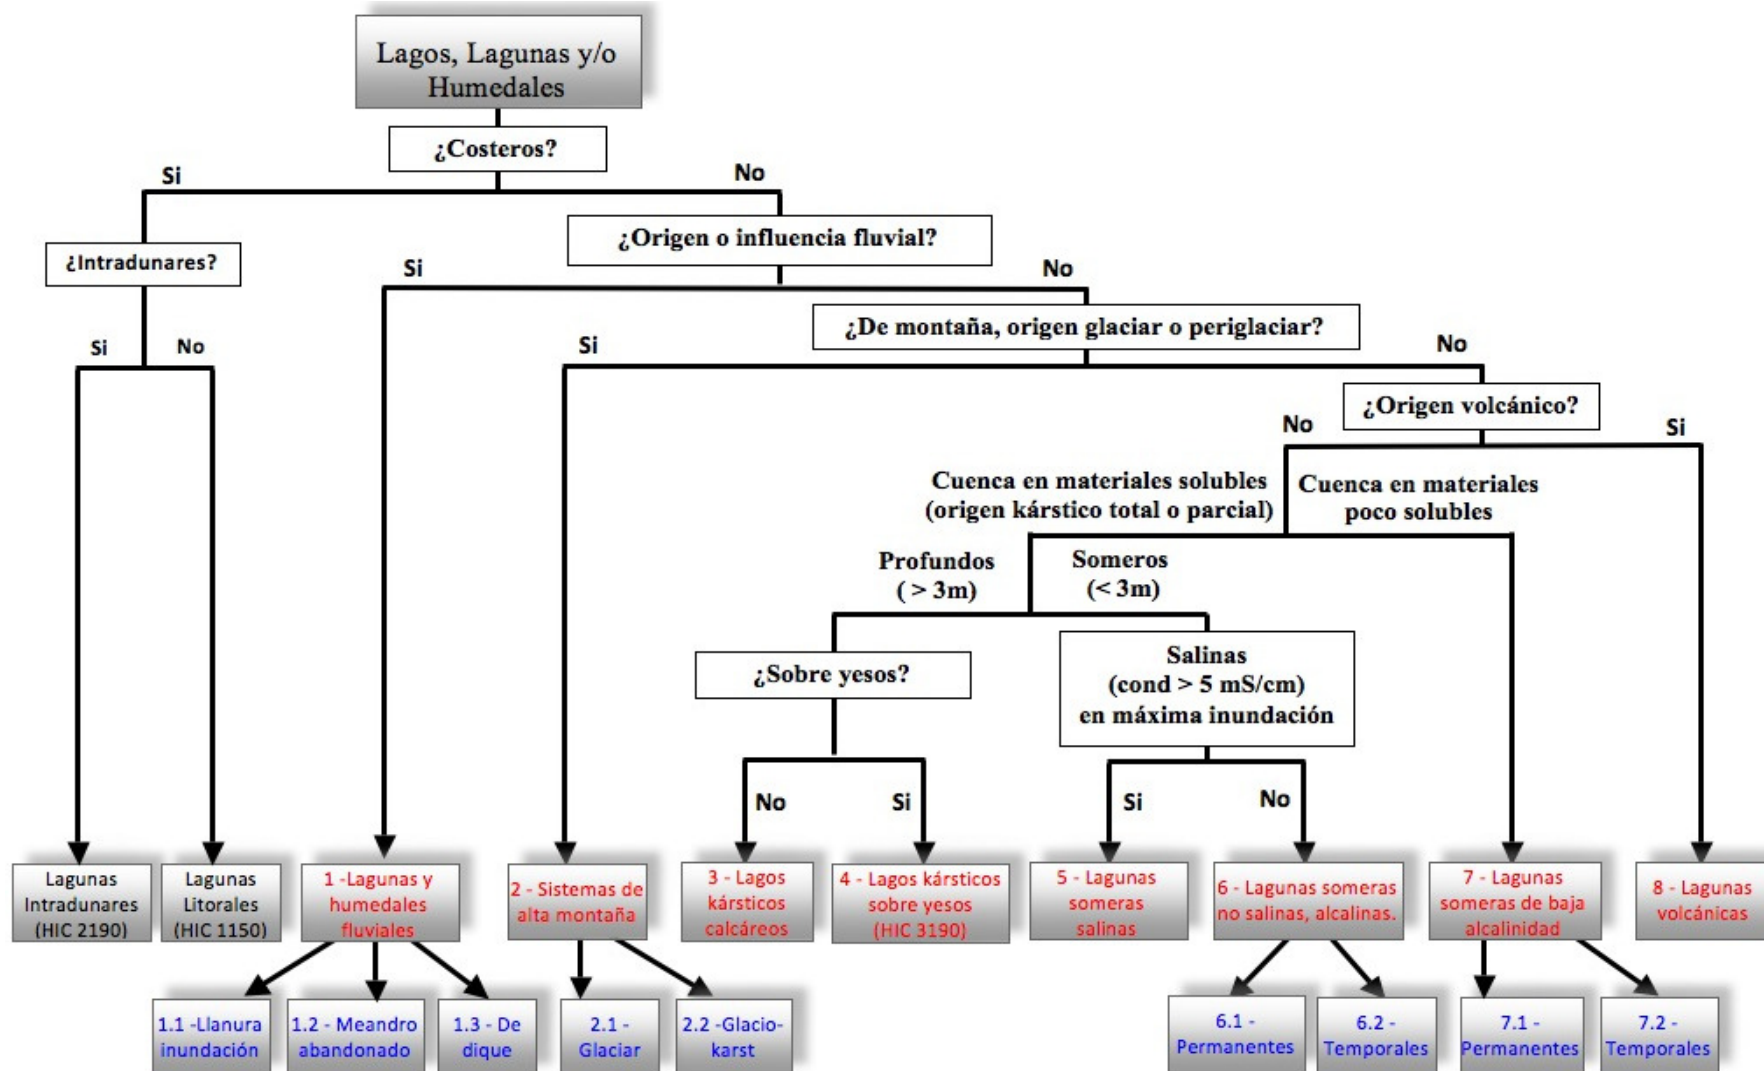 Lagos, Lagunas y/o
Humedales
¿Costeros?
Si
No
¿Intradunares?
¿Origen o influencia fluvial?
Si
No
Si
No
¿De montaña, origen glaciar o periglaciar?
Si
No
¿Origen volcánico?
No
Si
Cuenca en materiales solubles
(origen kárstico total o parcial)
Cuenca en materiales
poco solubles
Profundos
( > 3m)
Someros
(< 3m)
¿Sobre yesos?
Salinas
(cond > 5 mS/cm)
en máxima inundación
No
Si
Si
No
Lagunas
Intradunares
(HIC 2190)
Lagunas
Litorales
(HIC 1150)
1 -Lagunas y
humedales
fluviales
2 - Sistemas de
alta montaña
3 - Lagos
kársticos
calcáreos
4 - Lagos kársticos
sobre yesos
(HIC 3190)
5 - Lagunas
someras
salinas
6 - Lagunas someras
no salinas, alcalinas.
7 - Lagunas
someras de baja
alcalinidad
8 - Lagunas
volcánicas
1.1 -Llanura
inundación
1.2 - Meandro
abandonado
1.3 - De
dique
2.1 -
Glaciar
2.2 -Glacio-
karst
6.1 -
Permanentes
6.2 -
Temporales
7.1 -
Permanentes
7.2 -
Temporales